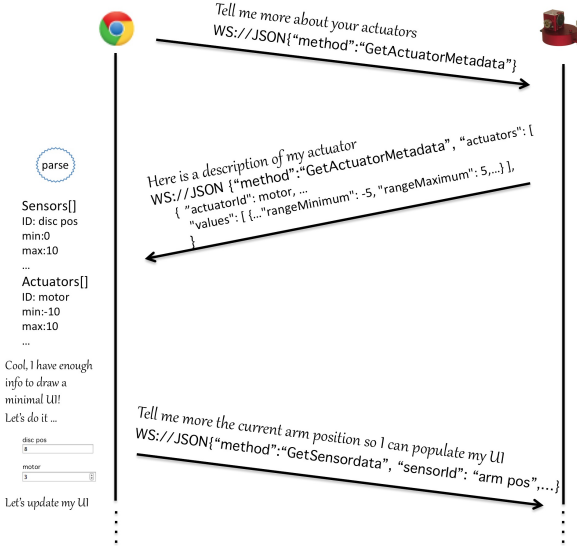 Tell me more about your actuators
WS://JSON{“method”:“GetActuatorMetadata”}
Here is a description of my actuator
WS://JSON {“method”:“GetActuatorMetadata”, “actuators": [
{ "actuatorId": motor, ...
"values": [ {..."rangeMinimum": -5, "rangeMaximum": 5,...} ],
}
parse
Sensors[]
ID: disc pos
min:0
max:10
...
Actuators[]
ID: motor
min:-10
max:10
...
Cool, I have enough
info to draw a
minimal UI!
Let's do it ...
disc pos
8
motor
3
Let's update my UI
Tell me more the current arm position so I can populate my UI
WS://JSON{“method”:“GetSensordata”, “sensorId”: “arm pos”,...}